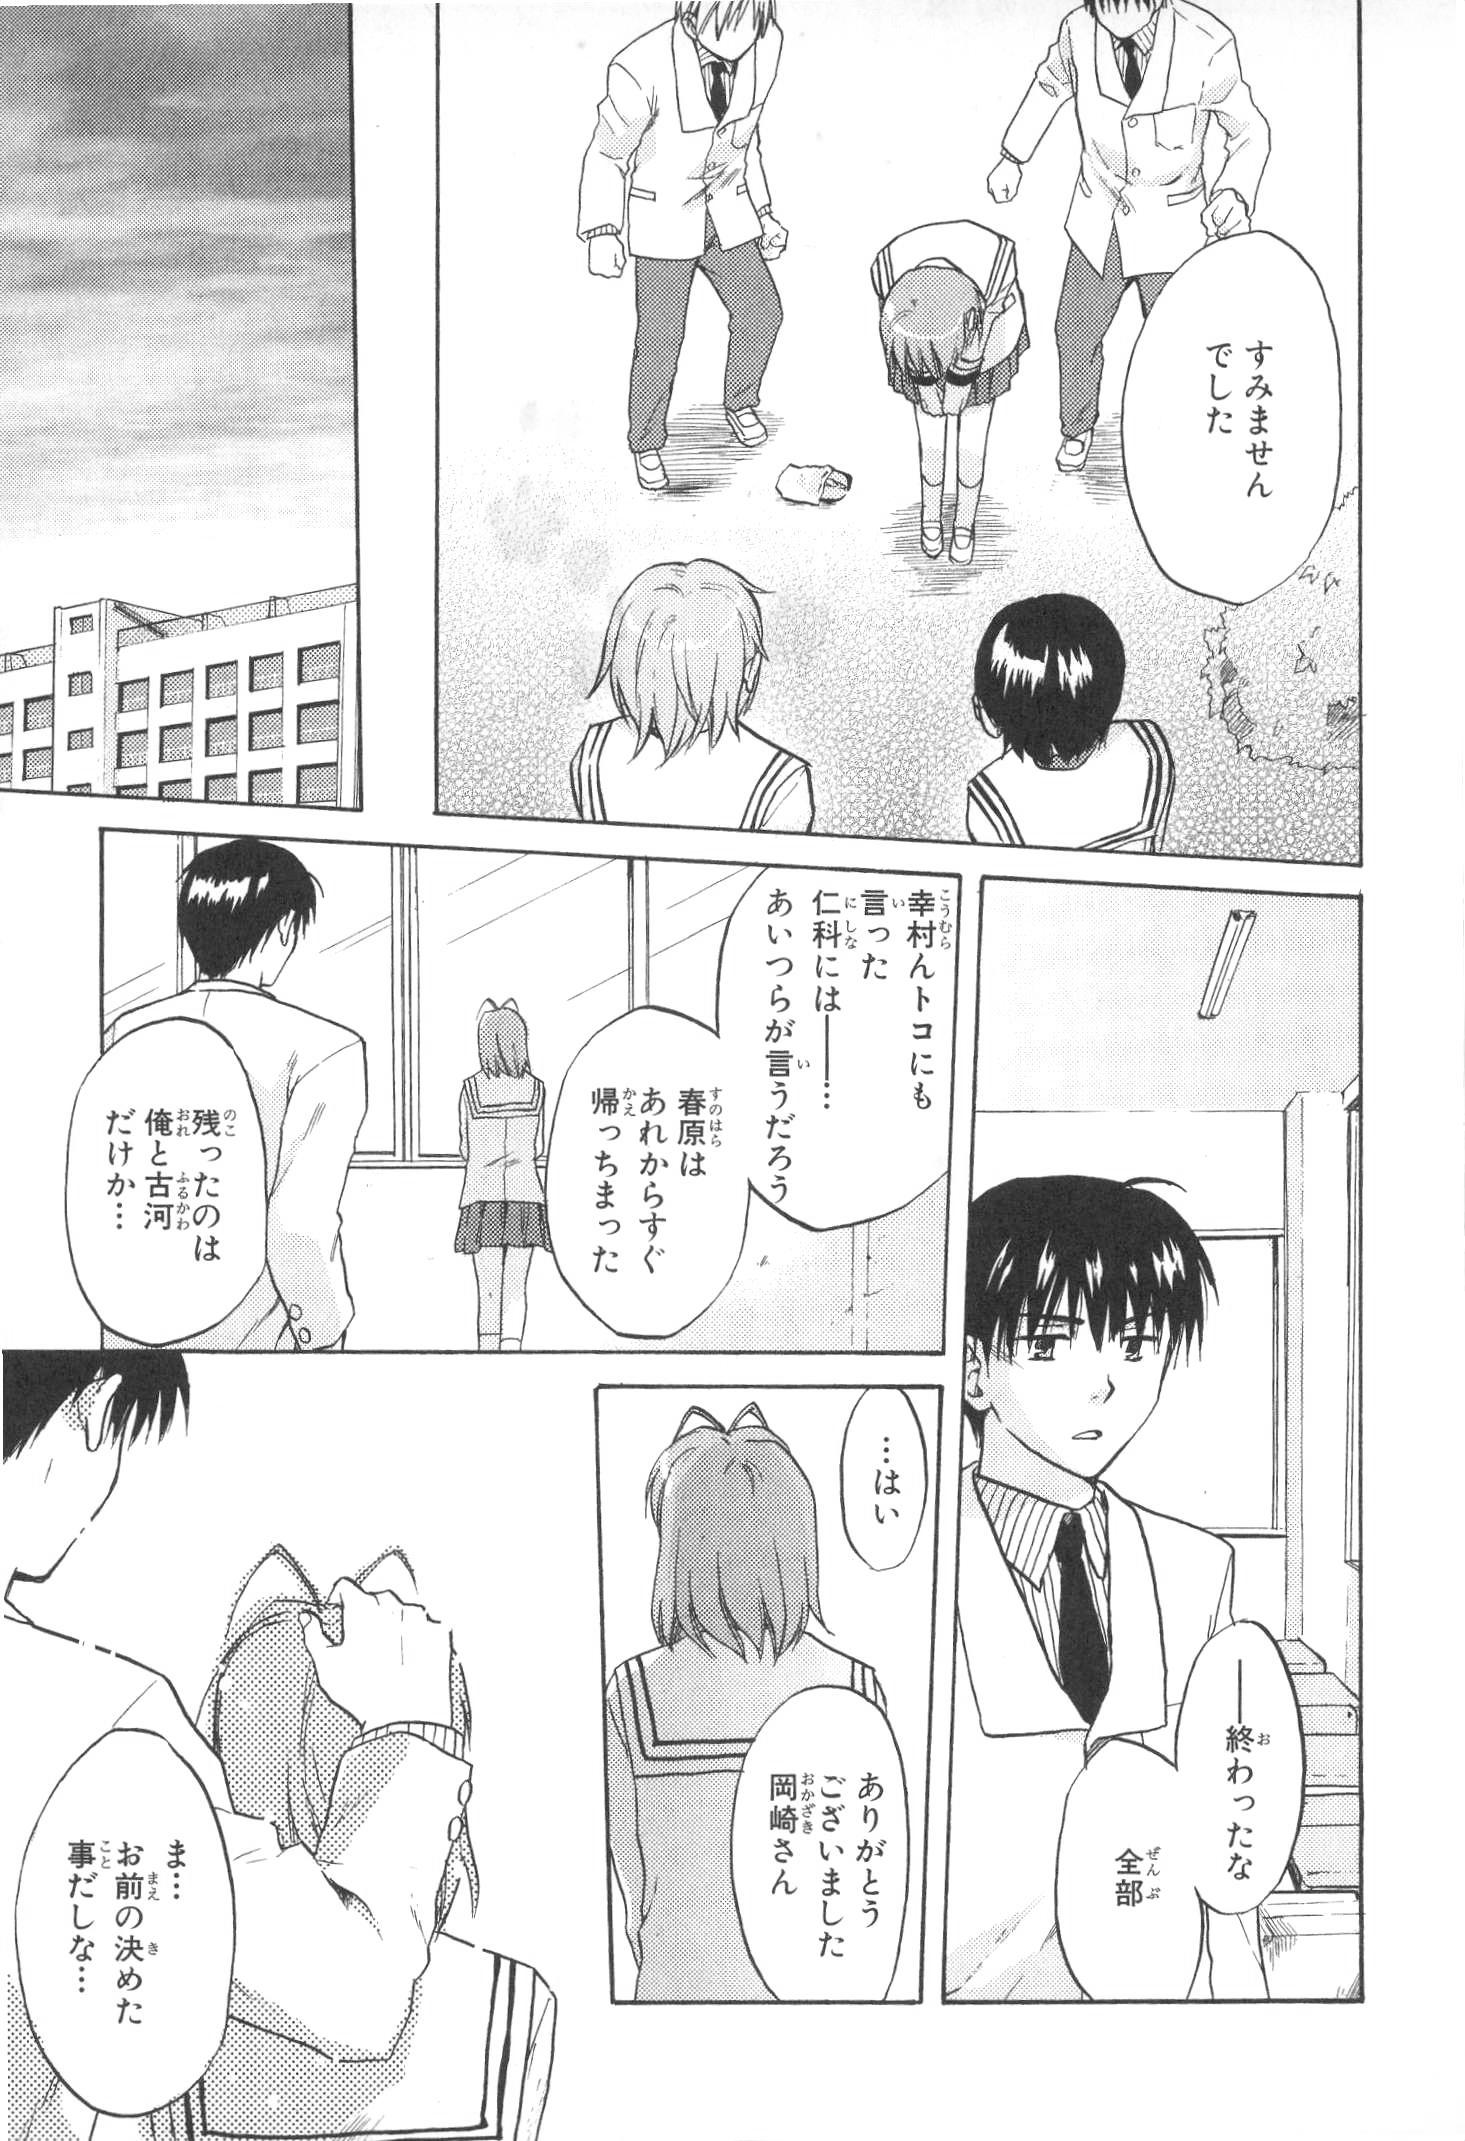 すみません
でした
――終わったな
全部
幸村んトコにも
言った
仁科には――…
あいつらが言うだろう
春原は
あれからすぐ
帰っちまった
残ったのは
俺と古河
だけか…
…はい
ありがとう
ございました
岡崎さん
ま…
お前の決めた
事だしな…